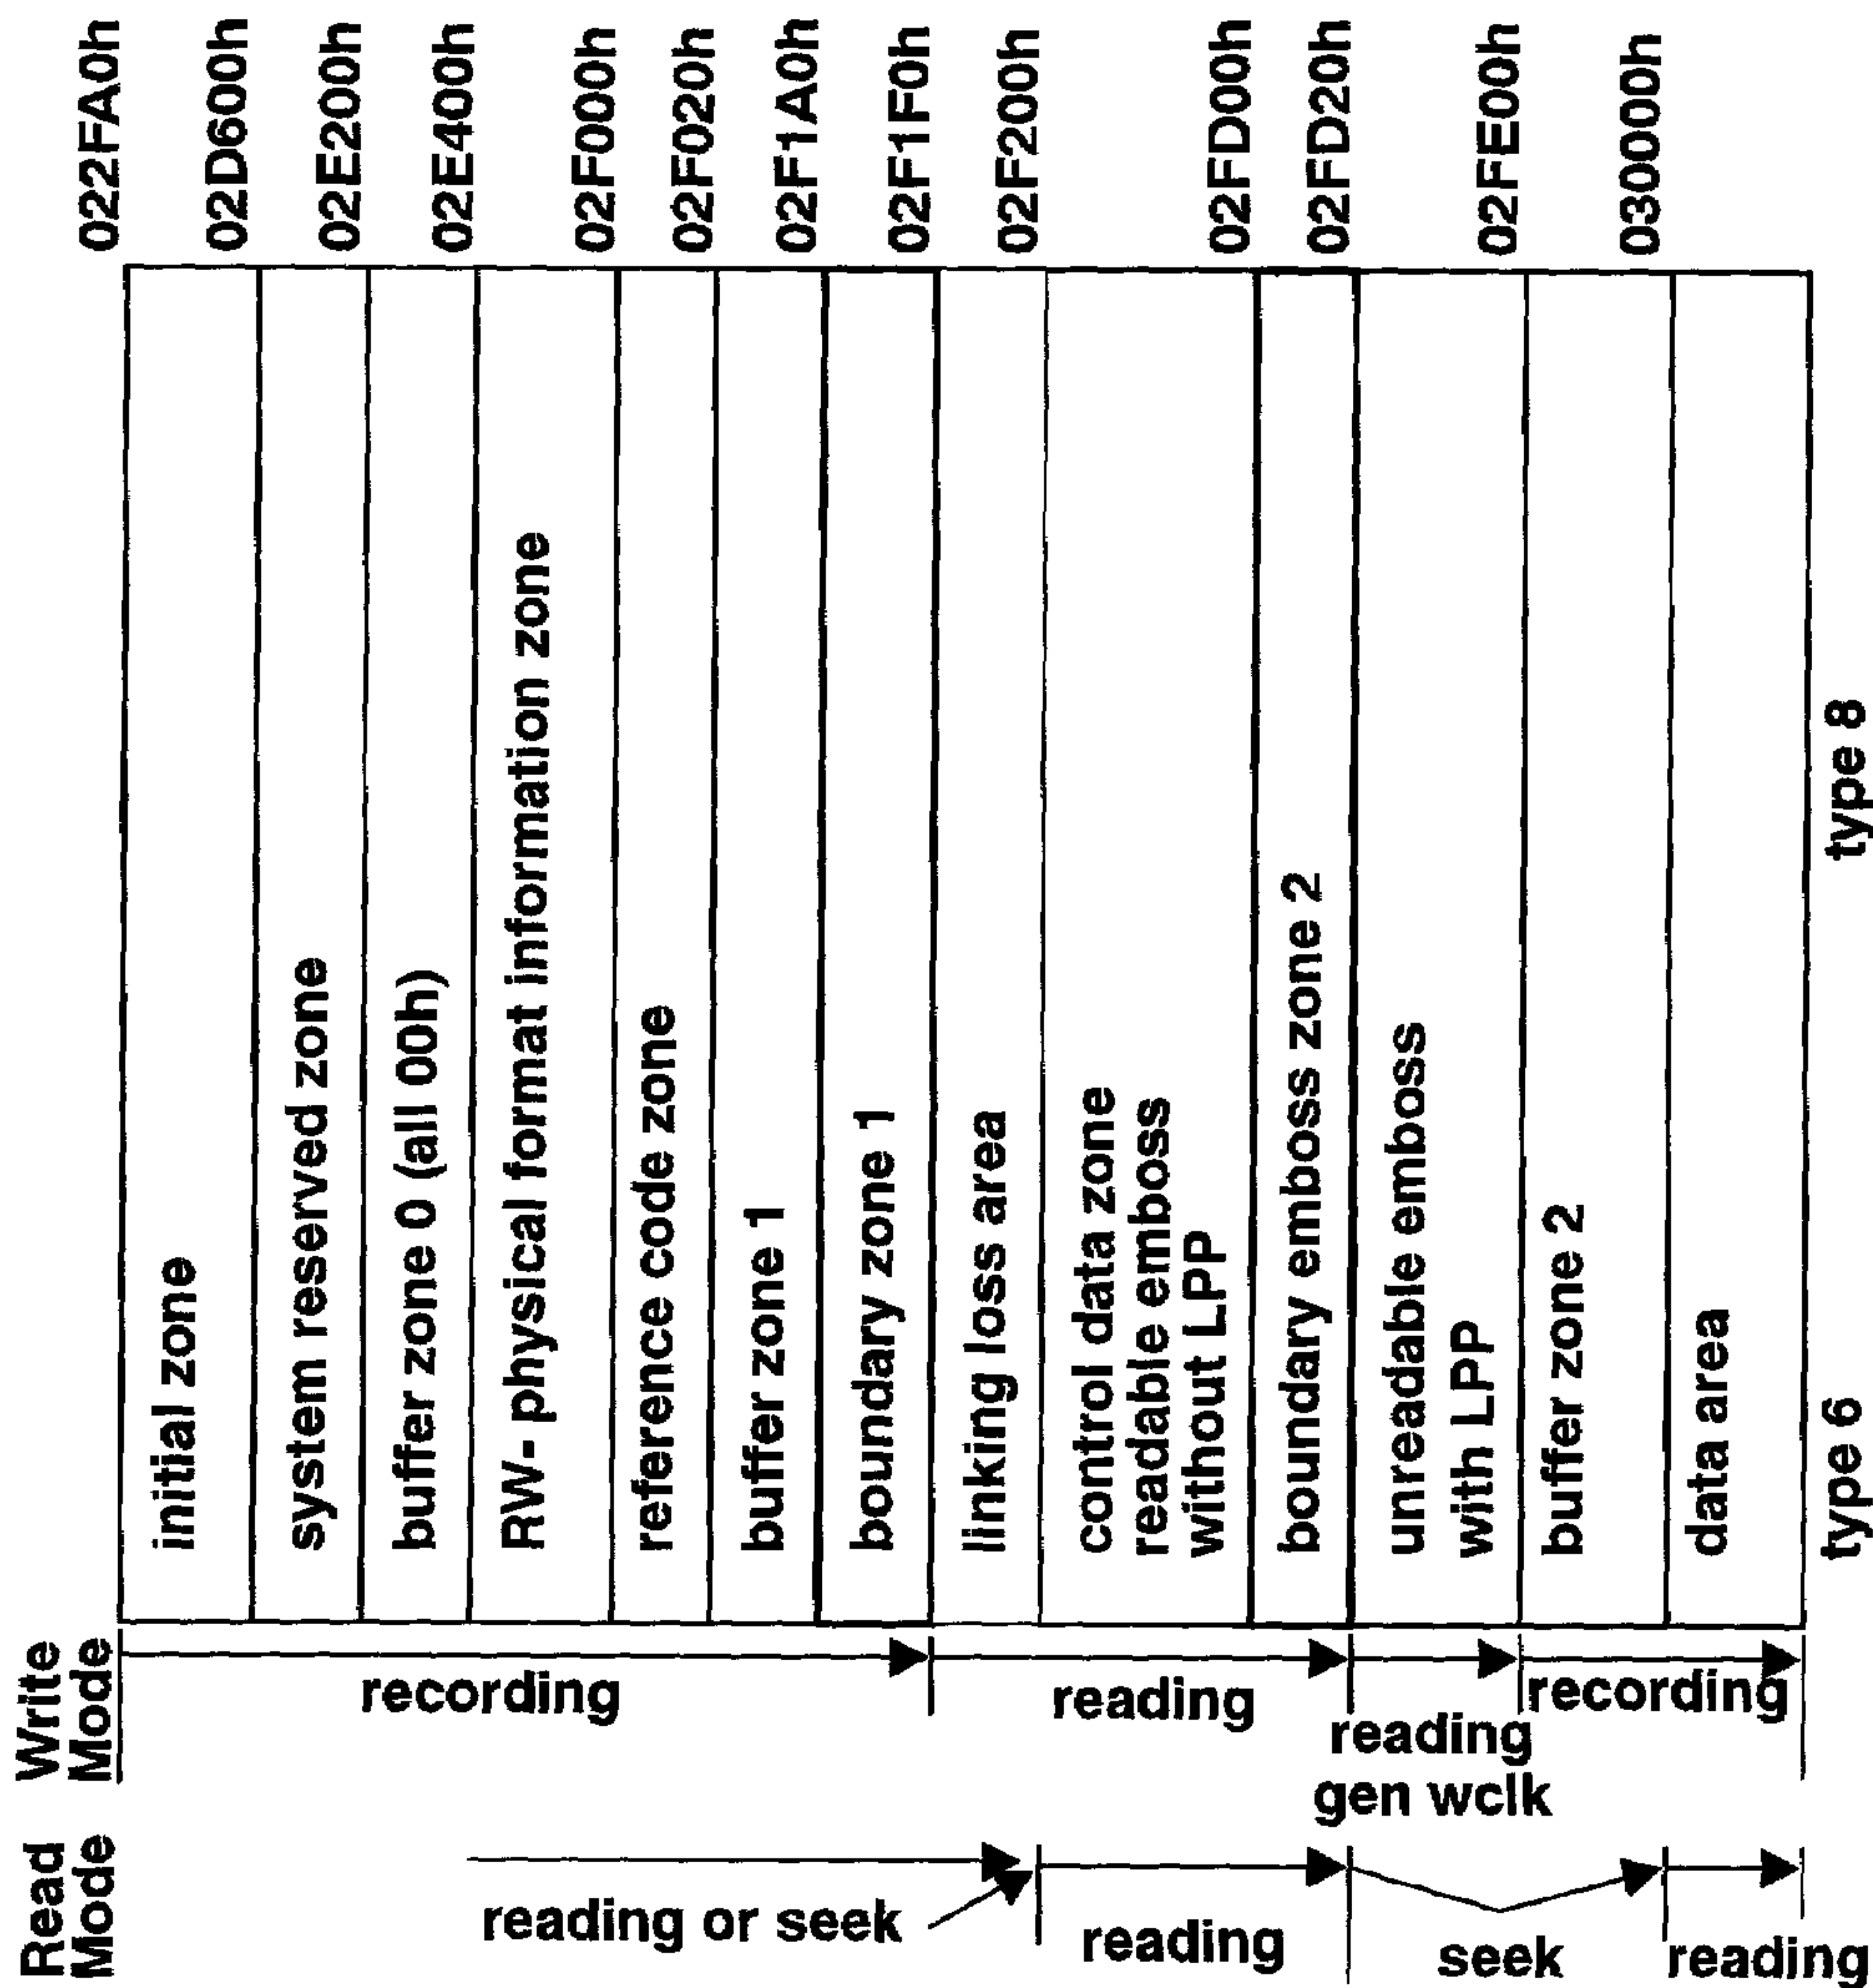 022FA0h
02D600h
02E200h
02E400h
02F000h
02F020h
02F1A0h
02F1F0h
02F200h
02FD00h
02FD20h
02FE00h
030000h
initial zone
system reserved zone
buffer zone 0 (all 00h)
RW- physical format information zone
reference code zone
buffer zone 1
boundary zone 1
linking loss area
control data zone
readable emboss
without LPP
boundary emboss zone 2
unreadable emboss
with LPP
buffer zone 2
data area
type 6
type 8
Write
Mode
recording
reading
reading
gen wclk
recording
Read
Mode
reading or seek
reading
seek
reading